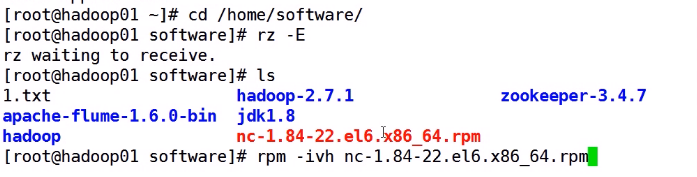 [root@hadoop01 ~]# cd /home/software/
[root@hadoop01 software]# rz -E
rz waiting to receive.
[root@hadoop01 software]# ls
1.txt hadoop-2.7.1 zookeeper-3.4.7
apache-flume-1.6.0-bin jdk1.8
hadoop nc-1.84-22.el6.x86_64.rpm
[root@hadoop01 software]# rpm -ivh nc-1.84-22.el6.x86_64.rpm